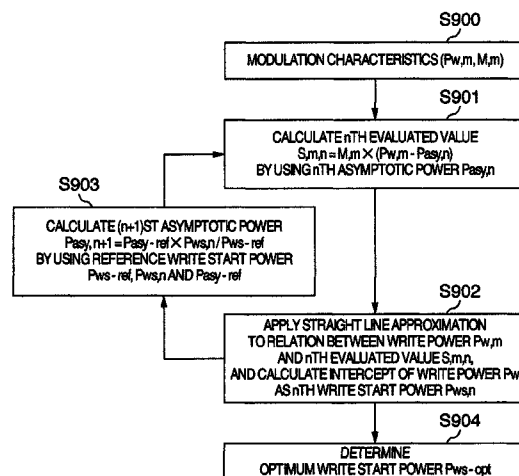 S900
MODULATION CHARACTERISTICS (Pw,m, M,m)
S901
CALCULATE nTH EVALUATED VALUE
S,m,n = M,m × (Pw,m - Pasy,n)
BY USING nTH ASYMPTOTIC POWER Pasy,n
S903
CALCULATE (n+1)ST ASYMPTOTIC POWER
Pasy, n+1 = Pasy - ref × Pws,n / Pws - ref
BY USING REFERENCE WRITE START POWER
Pws - ref, Pws,n AND Pasy - ref
S902
APPLY STRAIGHT LINE APPROXIMATION
TO RELATION BETWEEN WRITE POWER Pw,m
AND nTH EVALUATED VALUE S,m,n,
AND CALCULATE INTERCEPT OF WRITE POWER Pw
AS nTH WRITE START POWER Pws,n
S904
DETERMINE
OPTIMUM WRITE START POWER Pws - opt